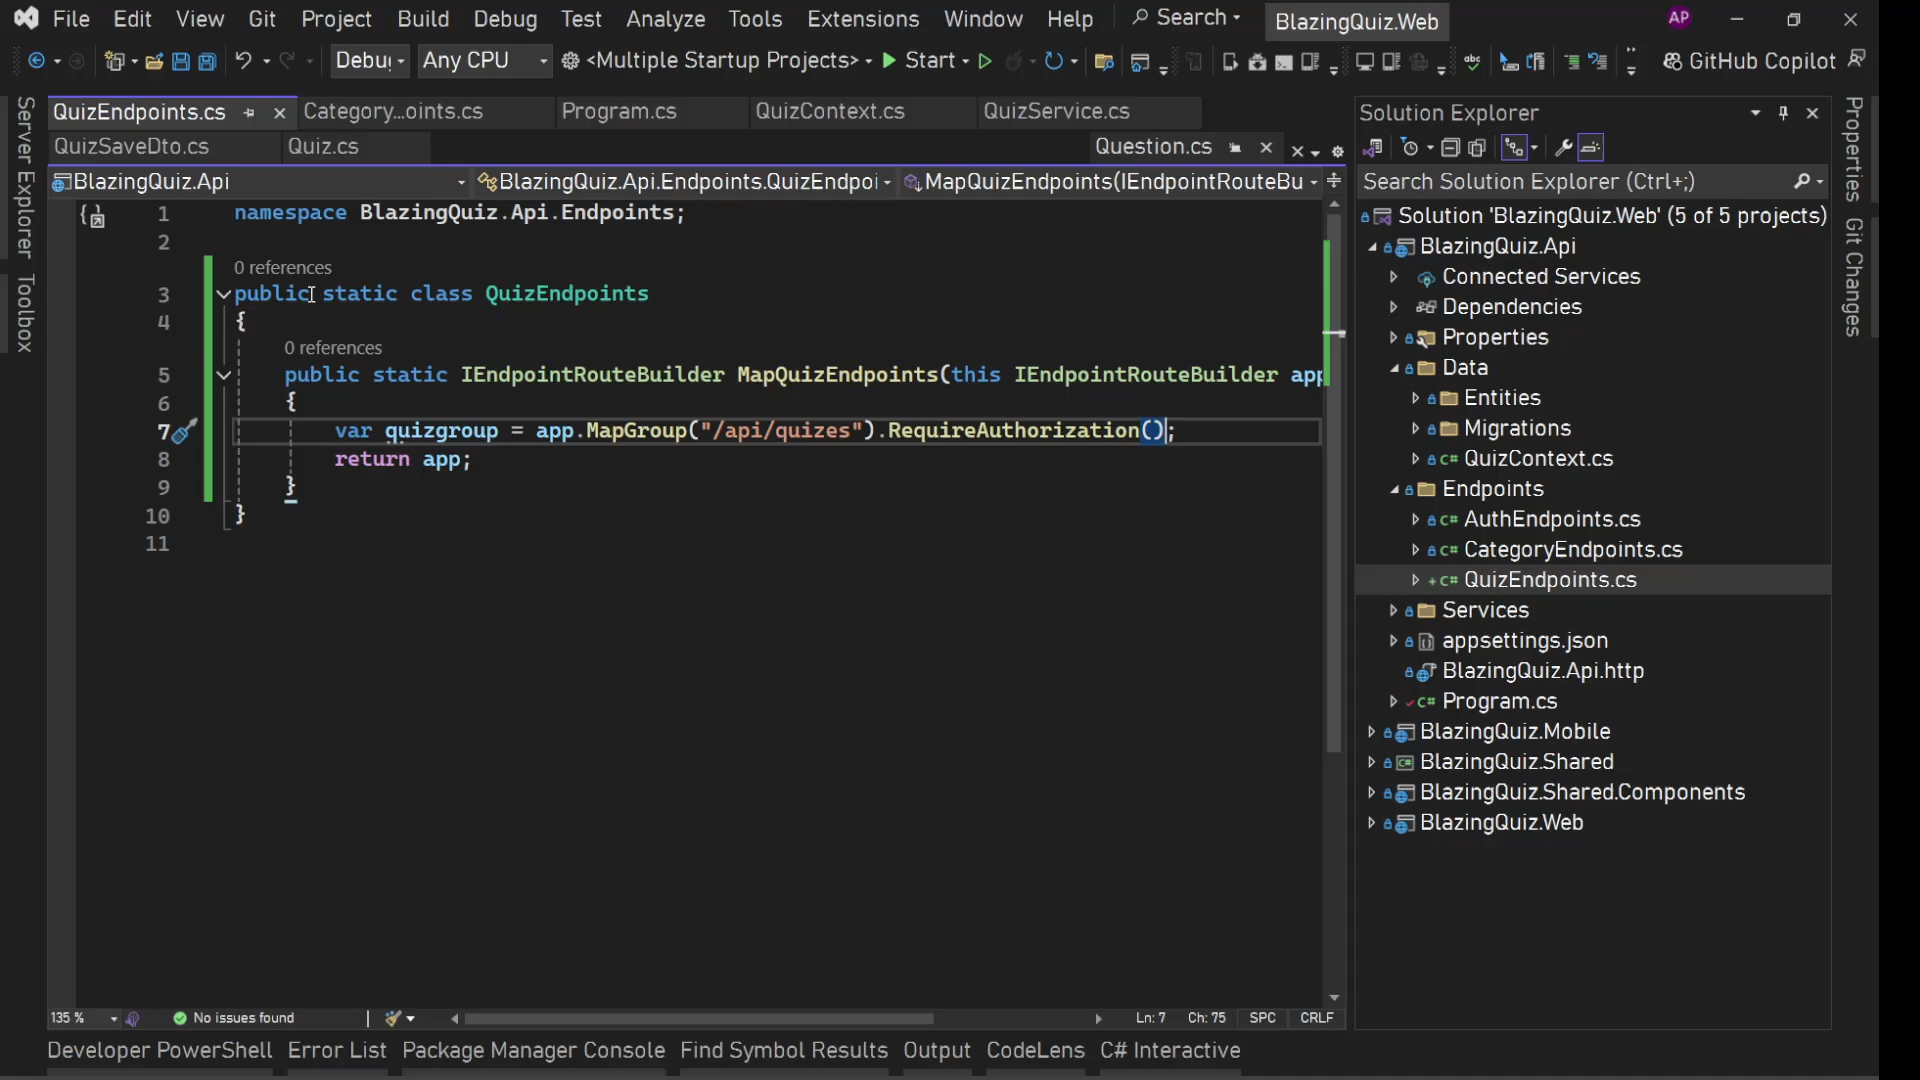 File Edit View Git Project Build Debug Test Analyze Tools Extensions Window Help Search BlazingQuiz.Web AP
Debu Any CPU <Multiple Startup Projects> Start GitHub Copilot
QuizEndpoints.cs Category...oints.cs Program.cs QuizContext.cs QuizService.cs
QuizSaveDto.cs Quiz.cs Question.cs
BlazingQuiz.Api BlazingQuiz.Api.Endpoints.QuizEndpoi MapQuizEndpoints(IEndpointRouteBu
1 namespace BlazingQuiz.Api.Endpoints;
2
0 references
3 public static class QuizEndpoints
4 {
0 references
5 public static IEndpointRouteBuilder MapQuizEndpoints(this IEndpointRouteBuilder app
6 {
7 var quizgroup = app.MapGroup("/api/quizes").RequireAuthorization();
8 return app;
9 }
10 }
11
135 % No issues found Ln: 7 Ch: 75 SPC CRLF
Developer PowerShell Error List Package Manager Console Find Symbol Results Output CodeLens C# Interactive
Server Explorer
Toolbox
Solution Explorer
Search Solution Explorer (Ctrl+;)
Solution 'BlazingQuiz.Web' (5 of 5 projects)
BlazingQuiz.Api
Connected Services
Dependencies
Properties
Data
Entities
Migrations
C# QuizContext.cs
Endpoints
C# AuthEndpoints.cs
C# CategoryEndpoints.cs
+ C# QuizEndpoints.cs
Services
appsettings.json
BlazingQuiz.Api.http
C# Program.cs
BlazingQuiz.Mobile
BlazingQuiz.Shared
BlazingQuiz.Shared.Components
BlazingQuiz.Web
Properties
Git Changes